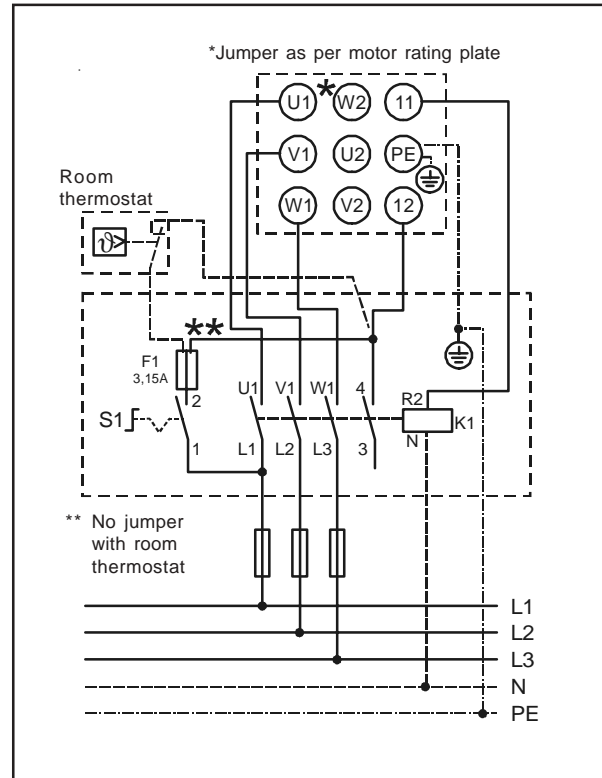 *Jumper as per motor rating plate
U1 * W2 11
V1 U2 PE
W1 V2 12
Room
thermostat
ϑ
**
F1
3,15A
U1 V1 W1 4
R2
2
S1
K1
N
1 L1 L2 L3 3
** No jumper
with room
thermostat
L1
L2
L3
N
PE